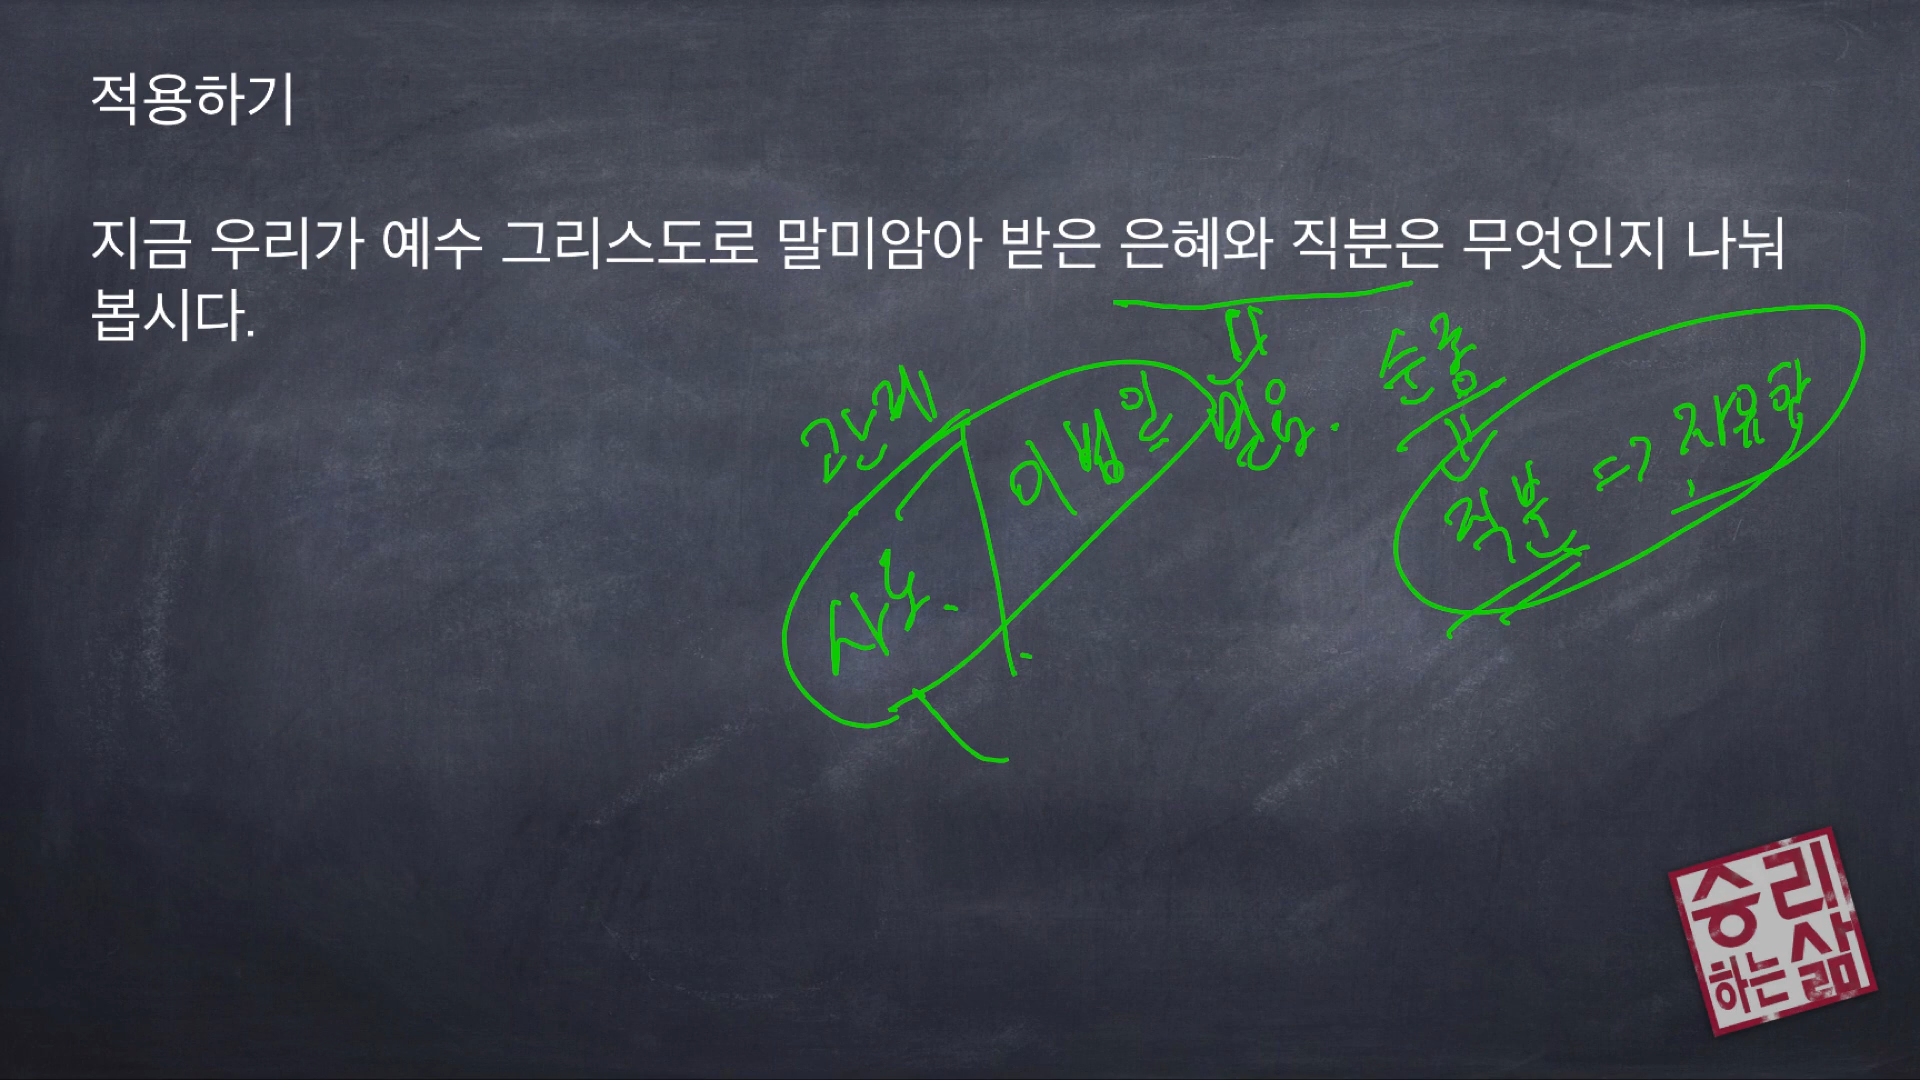 적용하기
지금 우리가 예수 그리스도로 말미암아 받은 은혜와 직분은 무엇인지 나눠
봅시다.
관계
이방인
믿음.
순종
직분 => 자유함
사도
승리
하는 삶